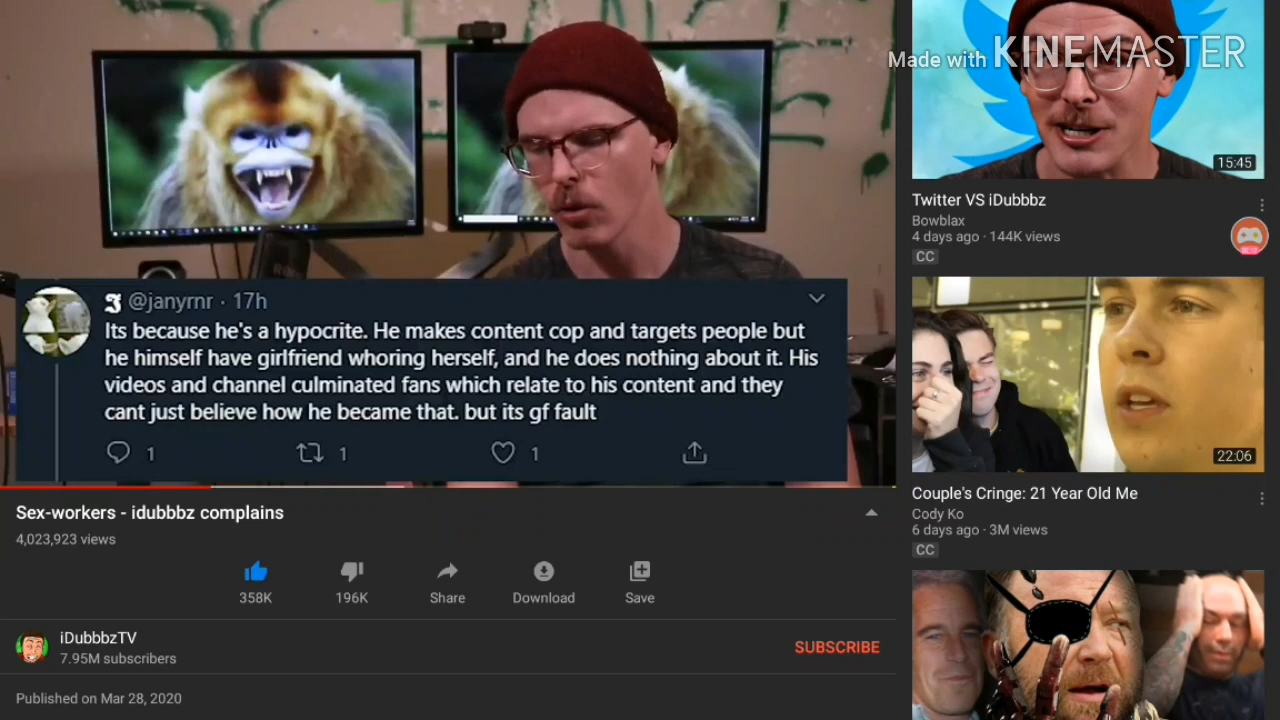 Made with KINEMASTER
15:45
Twitter VS iDubbbz
Bowblax
4 days ago · 144K views
CC
ℑ @janyrnr · 17h
Its because he's a hypocrite. He makes content cop and targets people but
he himself have girlfriend whoring herself, and he does nothing about it. His
videos and channel culminated fans which relate to his content and they
cant just believe how he became that. but its gf fault
1 1 1
22:06
Couple's Cringe: 21 Year Old Me
Cody Ko
6 days ago · 3M views
CC
Sex-workers - idubbbz complains
4,023,923 views
358K 196K Share Download Save
iDubbbzTV
7.95M subscribers
SUBSCRIBE
Published on Mar 28, 2020